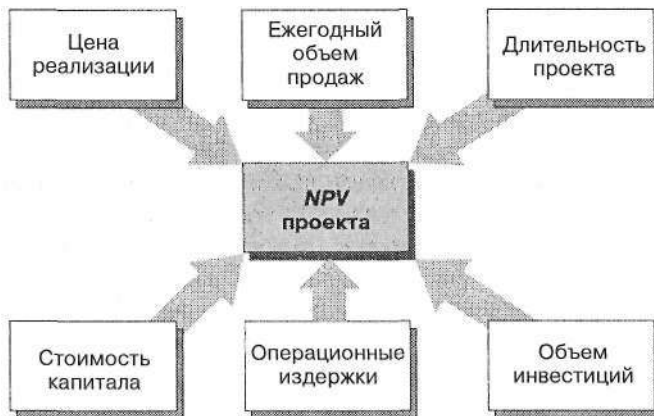 Цена
реализации
Ежегодный
объем
продаж
Длительность
проекта
NPV
проекта
Стоимость
капитала
Операционные
издержки
Объем
инвестиций